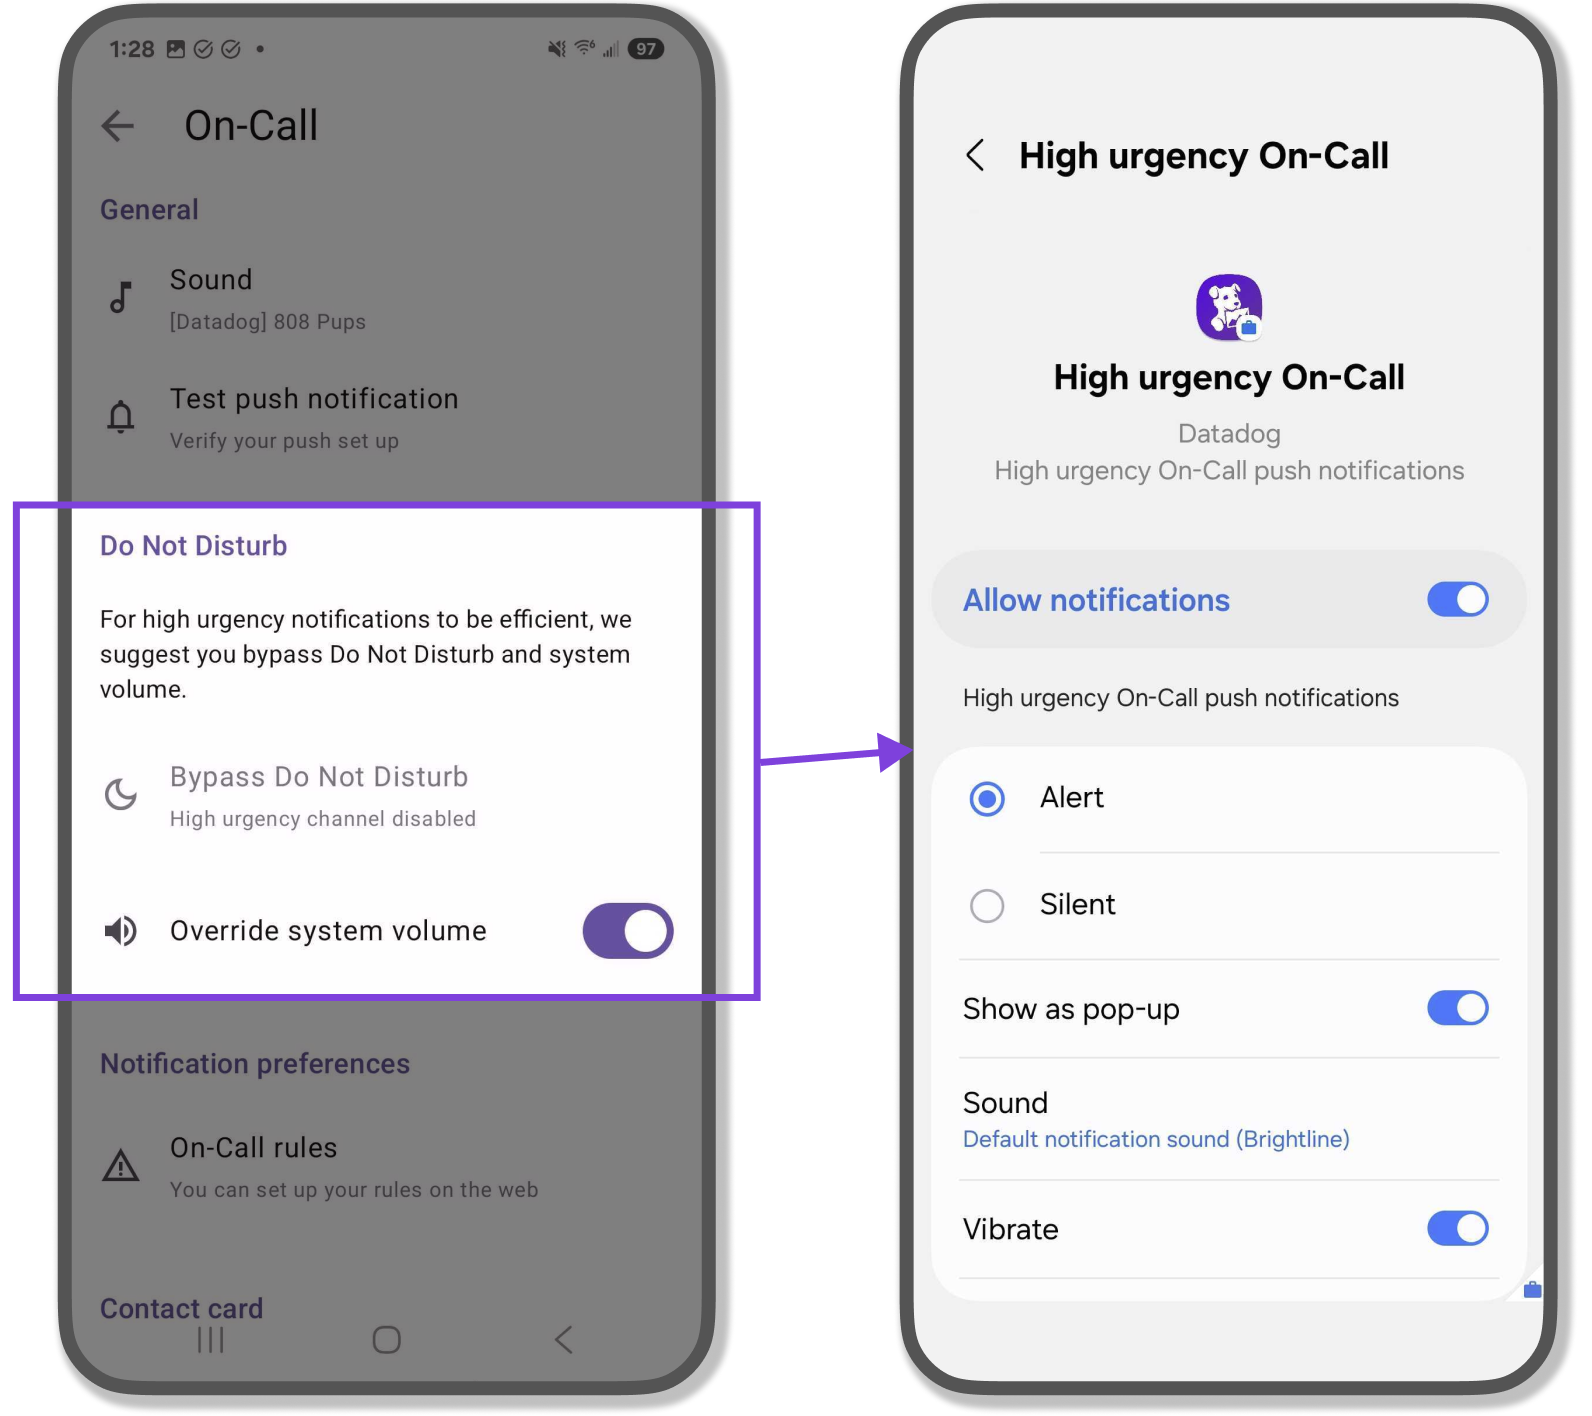 1:28
97
On-Call
General
Sound
[Datadog] 808 Pups
Test push notification
Verify your push set up
Do Not Disturb
For high urgency notifications to be efficient, we
suggest you bypass Do Not Disturb and system
volume.
Bypass Do Not Disturb
High urgency channel disabled
Override system volume
Notification preferences
On-Call rules
You can set up your rules on the web
Contact card
High urgency On-Call
High urgency On-Call
Datadog
High urgency On-Call push notifications
Allow notifications
High urgency On-Call push notifications
Alert
Silent
Show as pop-up
Sound
Default notification sound (Brightline)
Vibrate